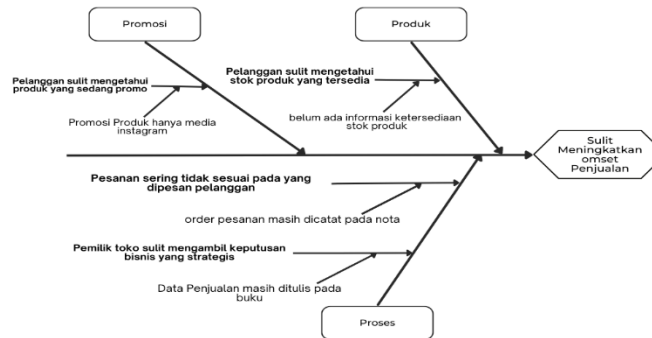 Promosi
Produk
Pelanggan sulit mengetahui
produk yang sedang promo
Promosi Produk hanya media
instagram
Pelanggan sulit mengetahui
stok produk yang tersedia
belum ada informasi ketersediaan
stok produk
Sulit
Meningkatkan
omset
Penjualan
Pesanan sering tidak sesuai pada yang
dipesan pelanggan
order pesanan masih dicatat pada nota
Pemilik toko sulit mengambil keputusan
bisnis yang strategis
Data Penjualan masih ditulis pada
buku
Proses